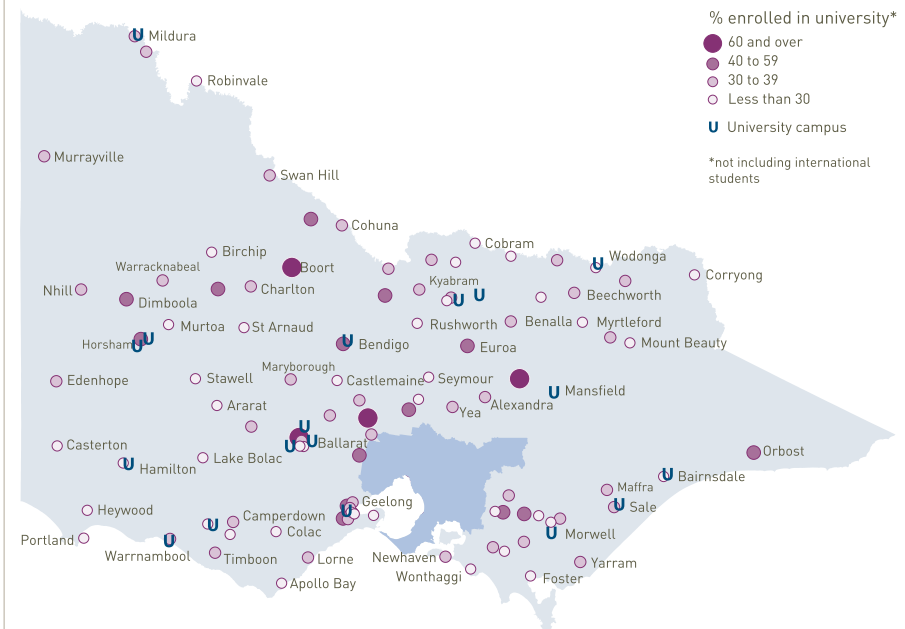 % enrolled in university*
60 and over
40 to 59
30 to 39
Less than 30
U University campus
*not including international
students
U Mildura
Robinvale
Murrayville
Swan Hill
Cohuna
Cobram
Birchip
U Wodonga
Warracknabeal
Boort
Corryong
Nhill
Charlton
Kyabram
U U
Beechworth
Dimboola
Murtoa
St Arnaud
Rushworth
Benalla
Myrtleford
Horsham U U
U Bendigo
Euroa
Mount Beauty
Maryborough
Edenhope
Stawell
Castlemaine
Seymour
U Mansfield
Ararat
Yea
Alexandra
U
Casterton
U U Ballarat
Orbost
Lake Bolac
U Hamilton
U Bairnsdale
Maffra
Heywood
U Geelong
U Sale
U Camperdown
Colac
U Morwell
Portland
U
Warrnambool
Timboon
Lorne
Newhaven
Yarram
Wonthaggi
Foster
Apollo Bay